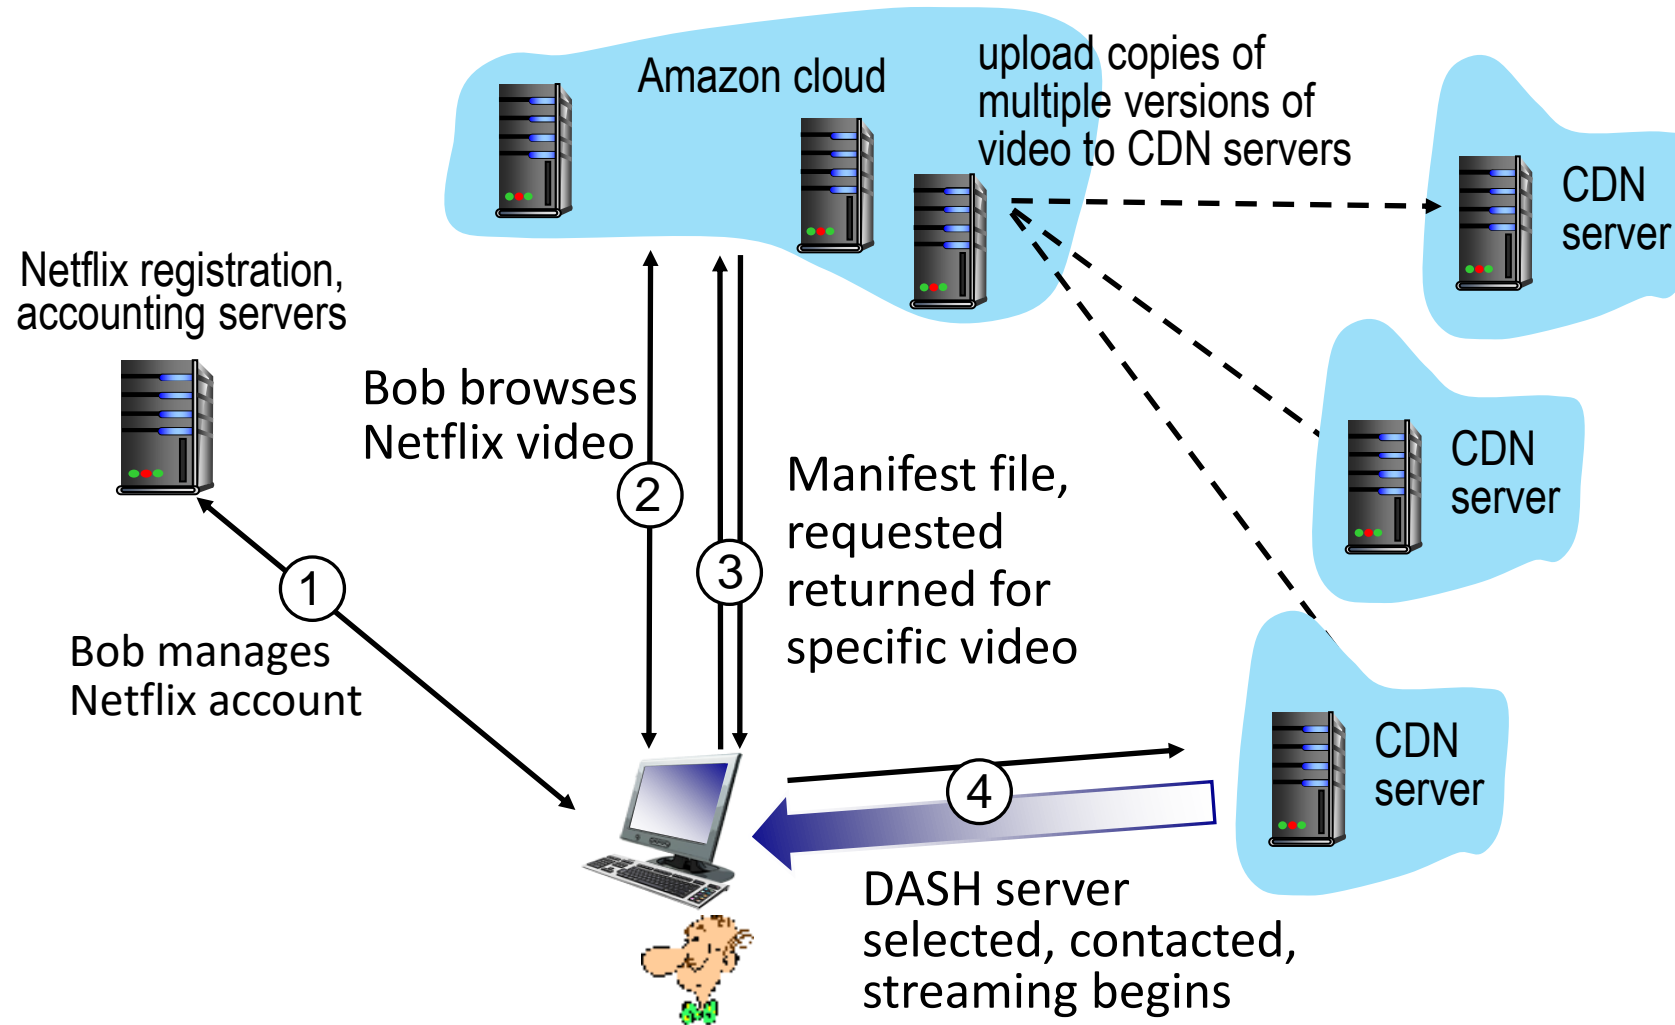 Amazon cloud
upload copies of
multiple versions of
video to CDN servers
CDN
server
Netflix registration,
accounting servers
Bob browses
Netflix video
2
CDN
server
Manifest file,
requested
returned for
specific video
3
1
Bob manages
Netflix account
CDN
server
4
DASH server
selected, contacted,
streaming begins